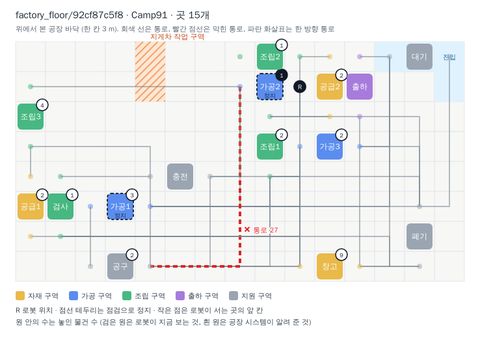 factory_floor/92cf87c5f8 · Camp91 · 곳 15개
위에서 본 공장 바닥 (한 칸 3 m). 회색 선은 통로, 빨간 점선은 막힌 통로, 파란 화살표는 한 방향 통로
지게차 작업 구역
조립2 1
대기
진입
가공2 1
정지
R
공급2 2
출하
조립3 4
조립1 2
가공3 2
충전
공급1 2
검사 1
가공1 3
정지
✕ 통로 27
폐기
공구 2
창고 9
자재 구역
가공 구역
조립 구역
출하 구역
지원 구역
R 로봇 위치 · 점선 테두리는 점검으로 정지 · 작은 점은 로봇이 서는 곳의 앞 칸
원 안의 수는 놓인 물건 수 (검은 원은 로봇이 지금 보는 것, 흰 원은 공장 시스템이 알려 준 것)